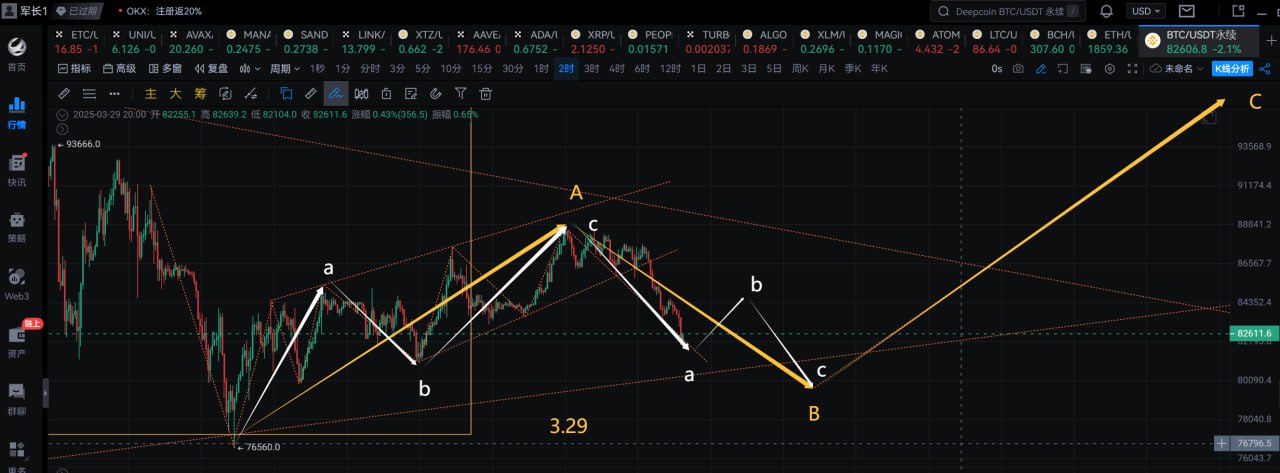 军长1 已过期 OKX：注册返20% Deepcoin BTC/USDT 永续 / USD
首页
行情
快讯
策略
Web3
链上
资产
群聊
更多
ETC/U UNI/U AVAX/ MAN/ SAND LINK/ XTZ/U AAVE/ ADA/U XRP/U PEOPI TURB BTC/U XLM/U MAGI ATOM LTC/U BCH/U ETH/U BTC/USDT永续
16.85 -1 6.126 -0 20.260 - 0.2475 - 0.2738 - 13.799 - 0.662 -2 176.46 0 0.6752 - 2.1250 - 0.01571 0.002037 0.1869 - 0.2696 - 0.1170 - 4.432 -2 86.64 -0 307.60 0 1859.36 82606.8 -2.1%
指标 高级 多窗 复盘 周期 1秒 1分 分时 3分 5分 10分 15分 30分 1时 2时 3时 4时 6时 12时 1日 2日 3日 5日 周K 月K 季K 年K 0s 未命名 K线分析
主 大 筹
2025-03-29 20:00 开 82255.1 高 82639.2 低 82104.0 收 82611.6 涨幅 0.43%(356.5) 振幅 0.65%
C
93666.0
93568.9
91174.4
A
88841.2
c
a
86567.7
b
84352.4
82611.6
a
c
80090.4
b
B
3.29
78040.8
76560.0
76796.5
76043.7